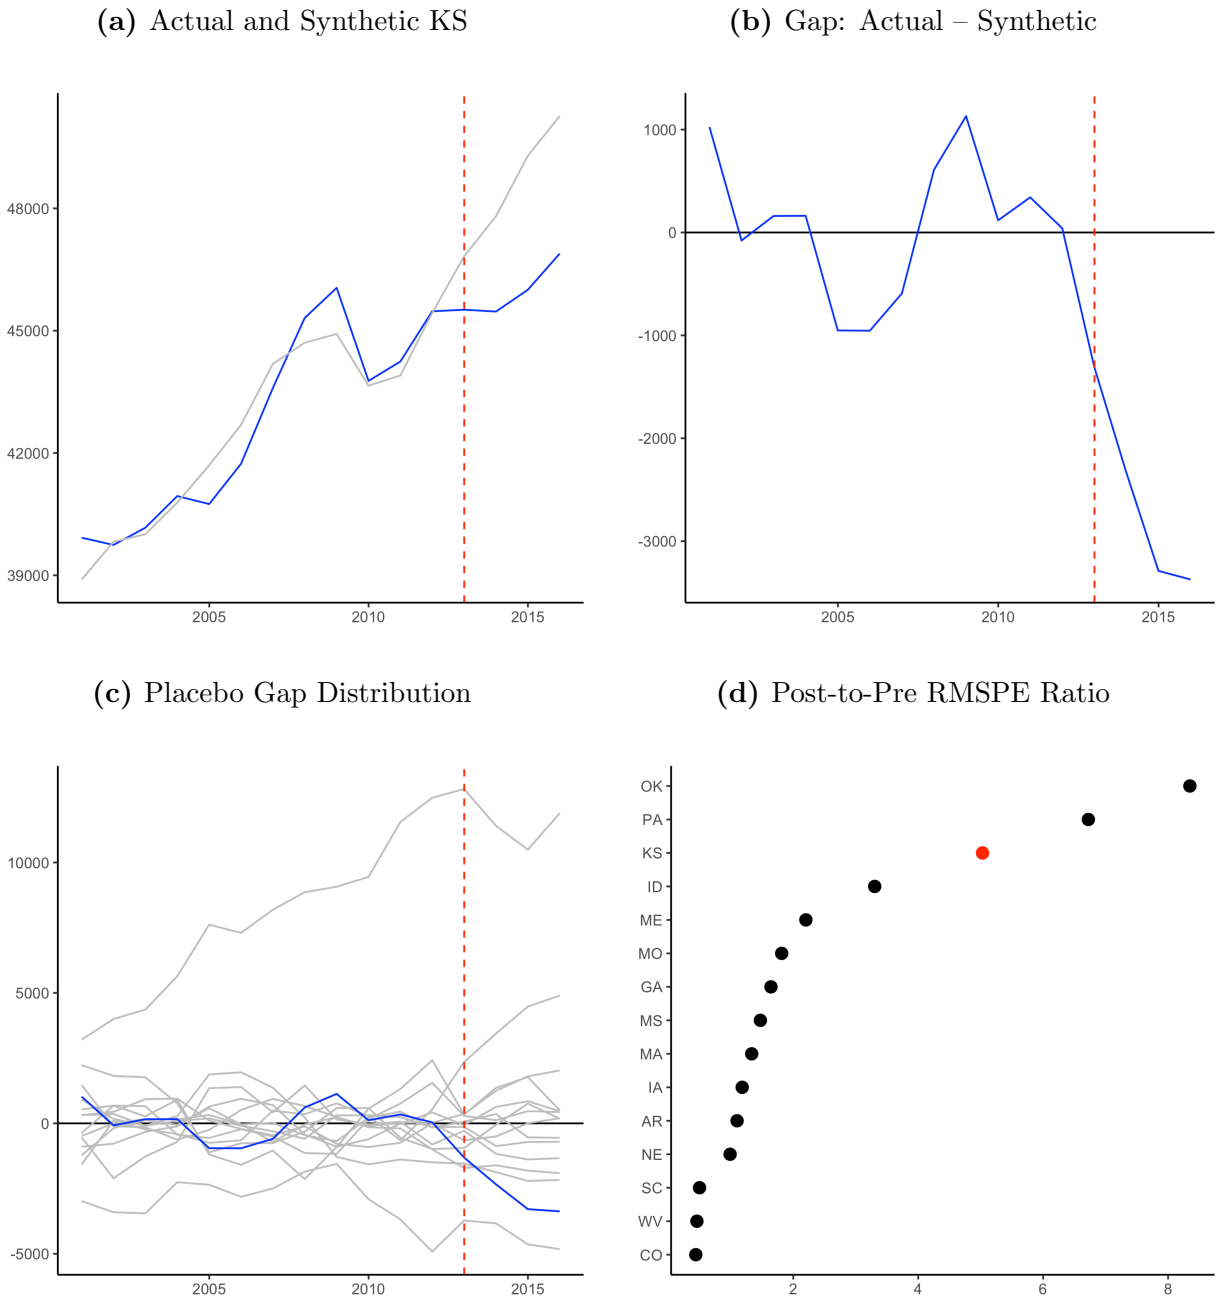 (a) Actual and Synthetic KS
48000
45000
42000
39000
2005 2010 2015
(b) Gap: Actual – Synthetic
1000
0
-1000
-2000
-3000
2005 2010 2015
(c) Placebo Gap Distribution
10000
5000
0
-5000
2005 2010 2015
(d) Post-to-Pre RMSPE Ratio
OK
PA
KS
ID
ME
MO
GA
MS
MA
IA
AR
NE
SC
WV
CO
2 4 6 8